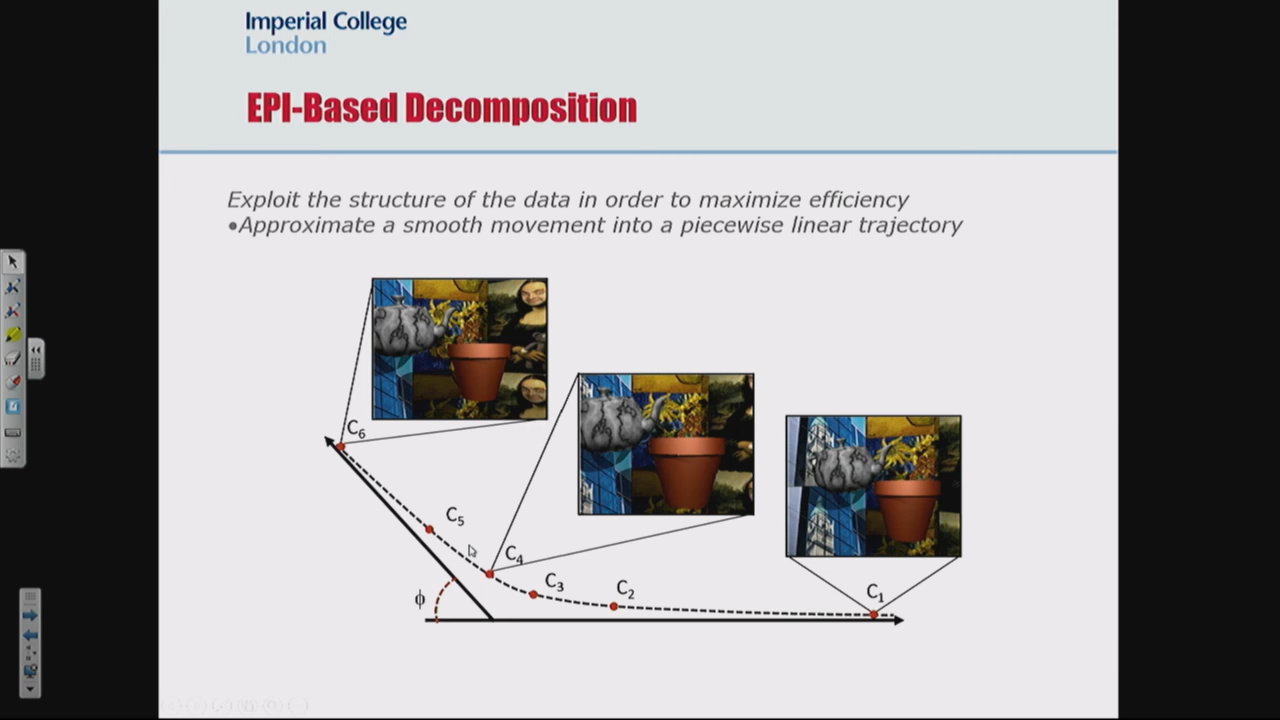 Imperial College
London
EPI-Based Decomposition
Exploit the structure of the data in order to maximize efficiency
•Approximate a smooth movement into a piecewise linear trajectory
C6
C5
C4
C3
C2
C1
ϕ